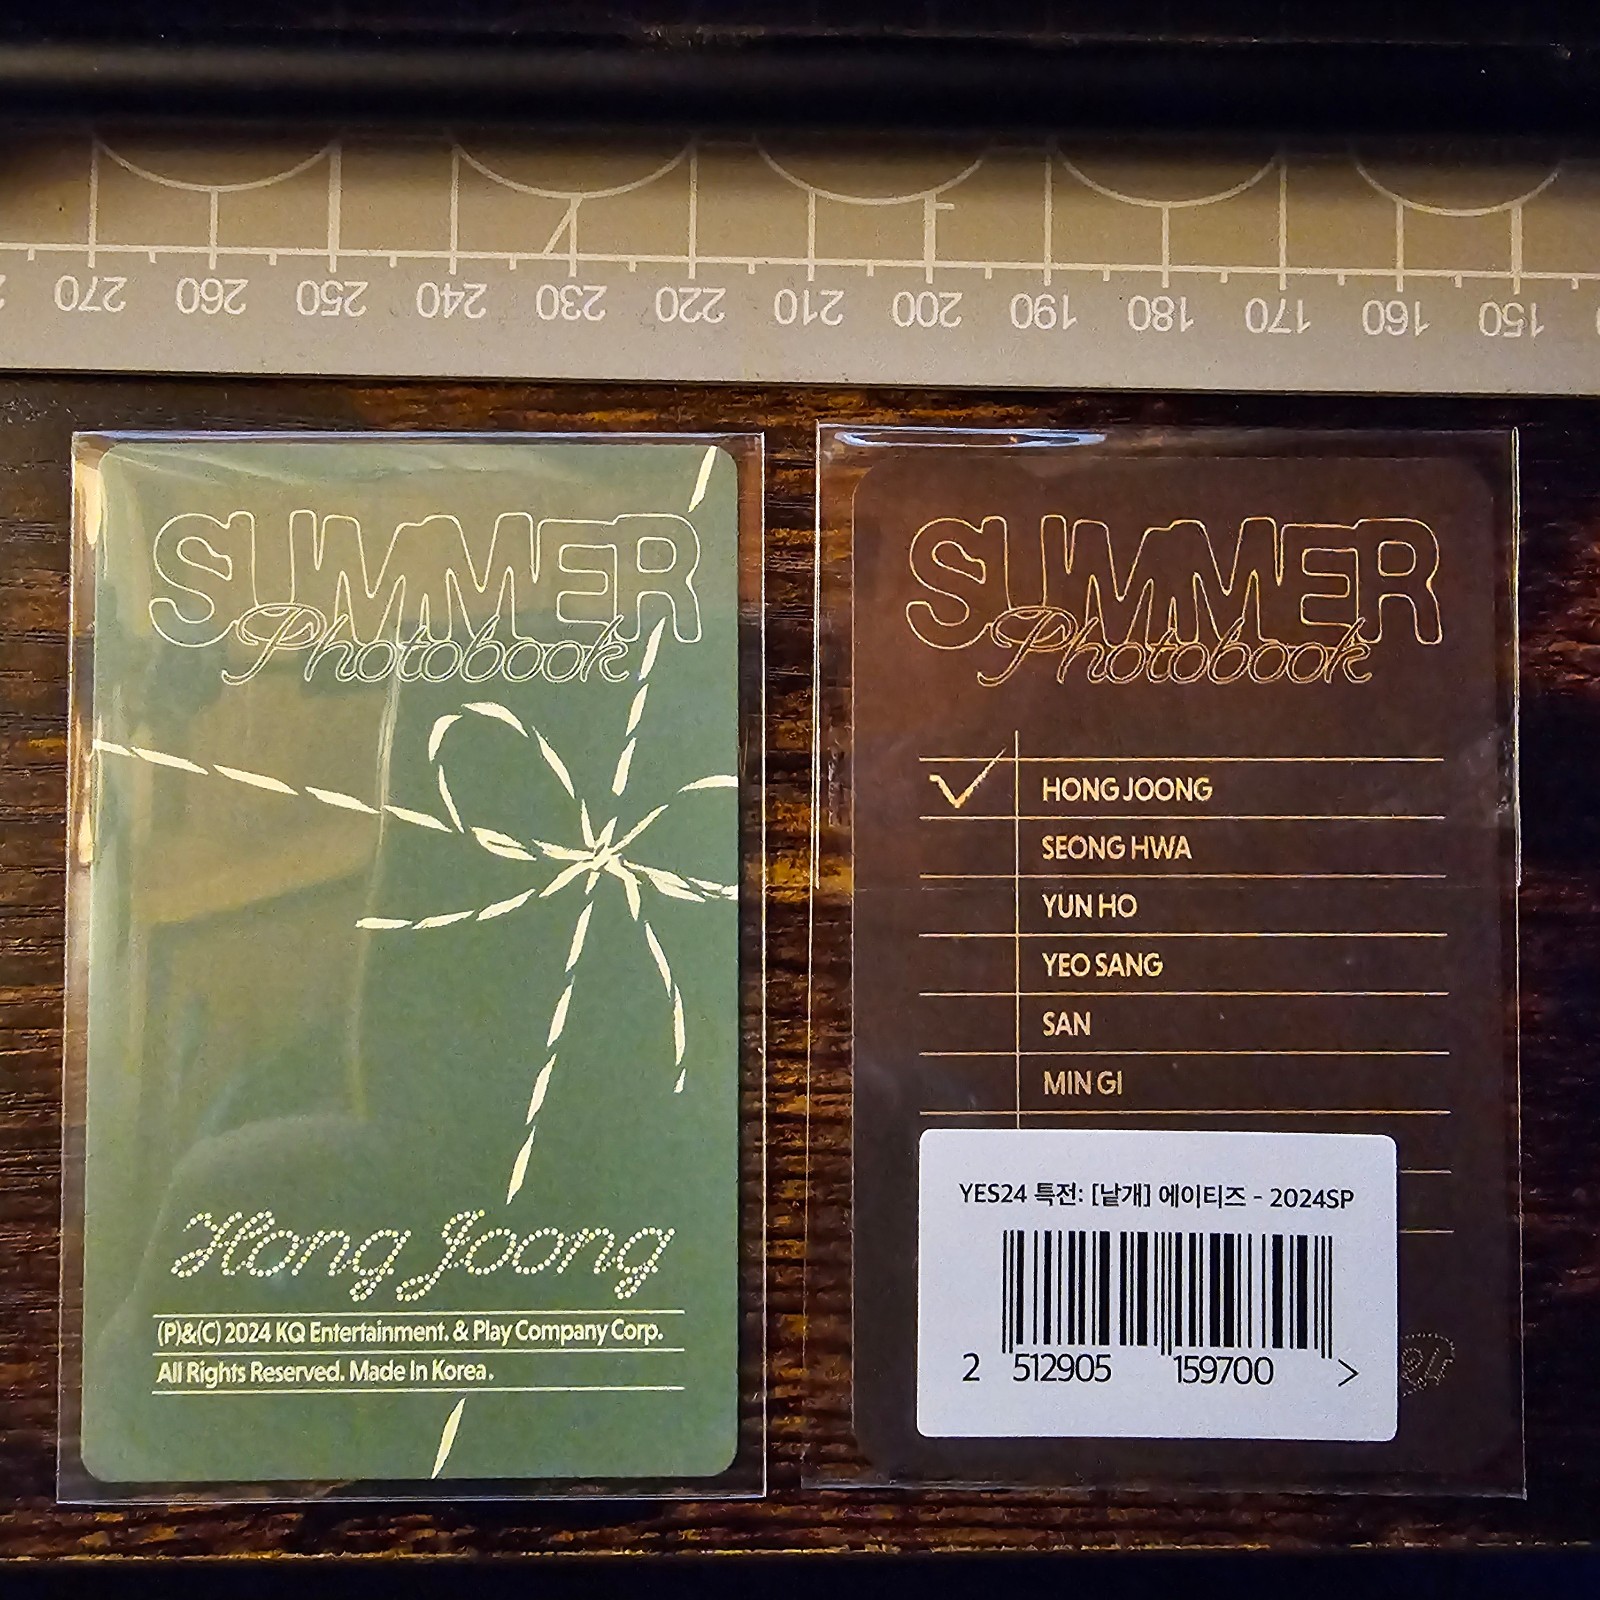 270 260 250 240 230 220 210 200 190 180 170 160 150
SUMMER
Photobook
Hong Joong
(P)&(C) 2024 KQ Entertainment. & Play Company Corp.
All Rights Reserved. Made In Korea.
SUMMER
Photobook
HONG JOONG
SEONG HWA
YUN HO
YEO SANG
SAN
MIN GI
YES24 특전: [낱개] 에이티즈 - 2024SP
2 512905 159700 >